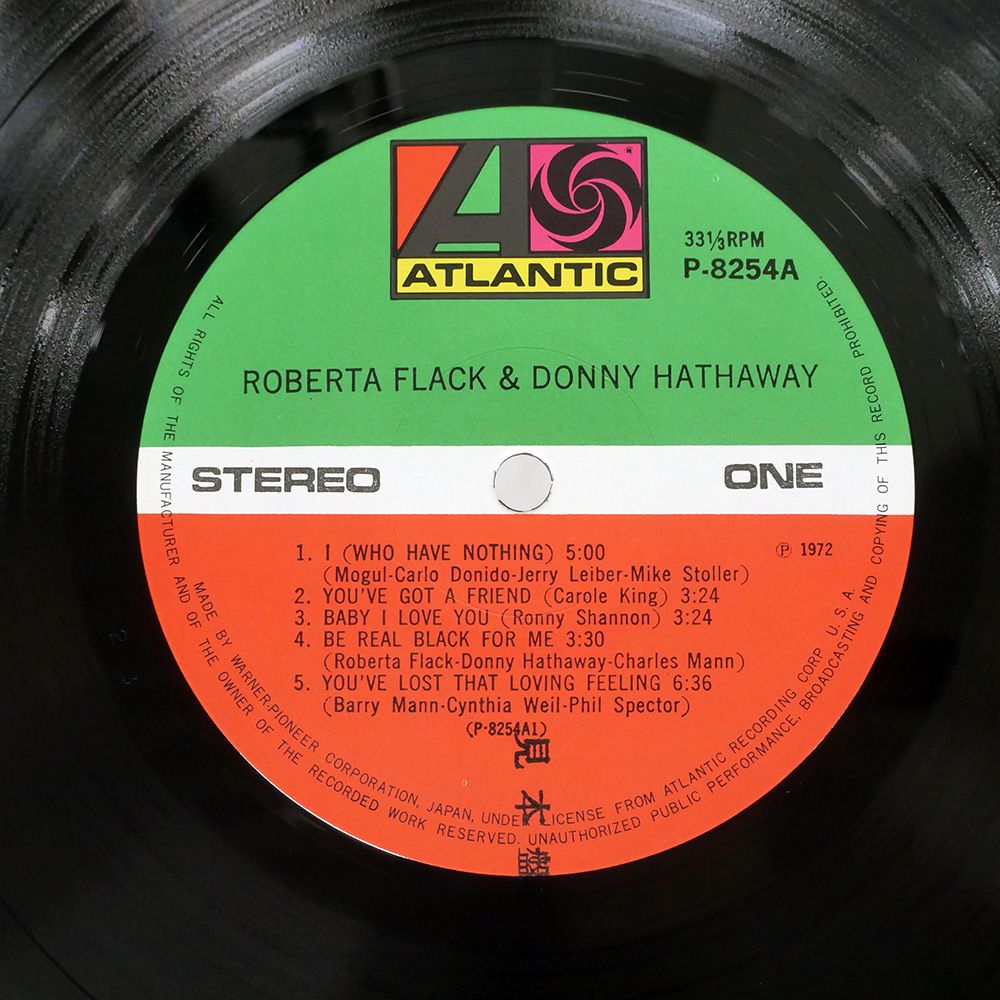 ATLANTIC
R
33⅓RPM
P-8254A
ROBERTA FLACK & DONNY HATHAWAY
STEREO
ONE
1. I (WHO HAVE NOTHING) 5:00
(Mogul-Carlo Donido-Jerry Leiber-Mike Stoller)
2. YOU'VE GOT A FRIEND (Carole King) 3:24
3. BABY I LOVE YOU (Ronny Shannon) 3:24
4. BE REAL BLACK FOR ME 3:30
(Roberta Flack-Donny Hathaway-Charles Mann)
5. YOU'VE LOST THAT LOVING FEELING 6:36
(Barry Mann-Cynthia Weil-Phil Spector)
(P-8254A1)
℗ 1972
見本盤
MADE BY WARNER-PIONEER CORPORATION, JAPAN, UNDER LICENSE FROM ATLANTIC RECORDING CORP U. S. A.
ALL RIGHTS OF THE MANUFACTURER AND OF THE OWNER OF THE RECORDED WORK RESERVED. UNAUTHORIZED PUBLIC PERFORMANCE, BROADCASTING AND COPYING OF THIS RECORD PROHIBITED